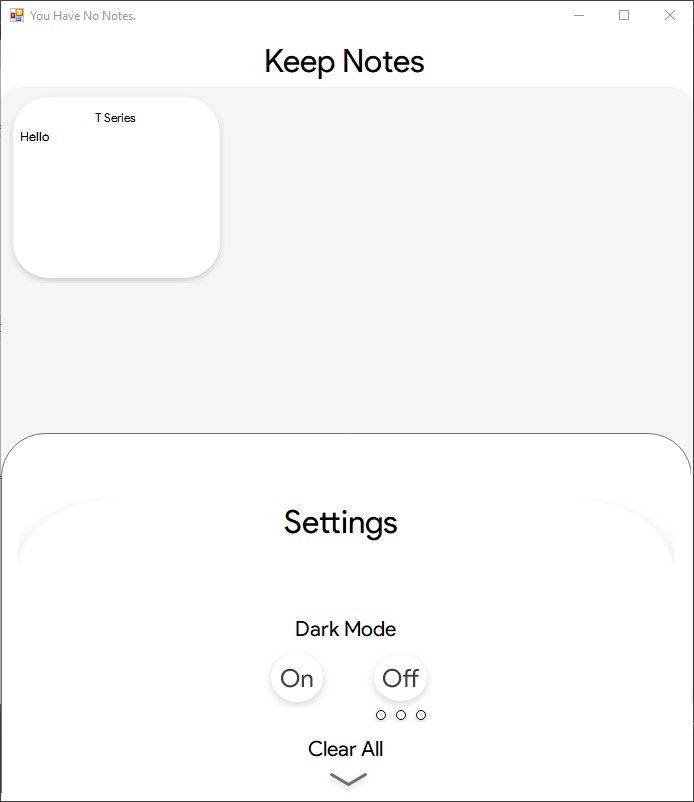 You Have No Notes.
Keep Notes
T Series
Hello
Settings
Dark Mode
On Off
Clear All